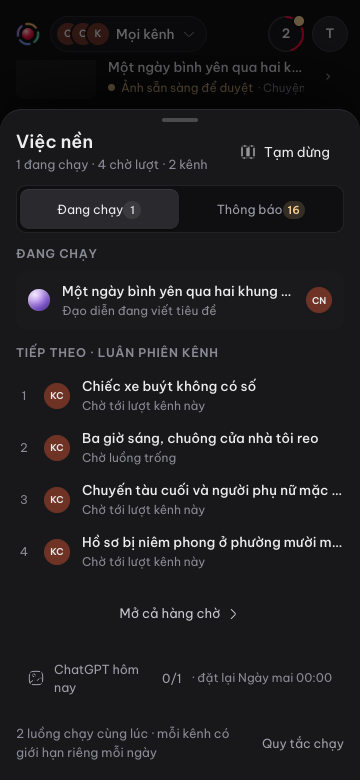 C C K Mọi kênh
2
T
Một ngày bình yên qua hai k...
Ảnh sẵn sàng để duyệt · Chuyện
Việc nền
1 đang chạy · 4 chờ lượt · 2 kênh
Tạm dừng
Đang chạy 1
Thông báo 16
ĐANG CHẠY
Một ngày bình yên qua hai khung ...
Đạo diễn đang viết tiêu đề
CN
TIẾP THEO · LUÂN PHIÊN KÊNH
1 KC Chiếc xe buýt không có số
Chờ tới lượt kênh này
2 KC Ba giờ sáng, chuông cửa nhà tôi reo
Chờ luồng trống
3 KC Chuyến tàu cuối và người phụ nữ mặc ...
Chờ tới lượt kênh này
4 KC Hồ sơ bị niêm phong ở phường mười m...
Chờ tới lượt kênh này
Mở cả hàng chờ
ChatGPT hôm
nay
0/1 · đặt lại Ngày mai 00:00
2 luồng chạy cùng lúc · mỗi kênh có
giới hạn riêng mỗi ngày
Quy tắc chạy